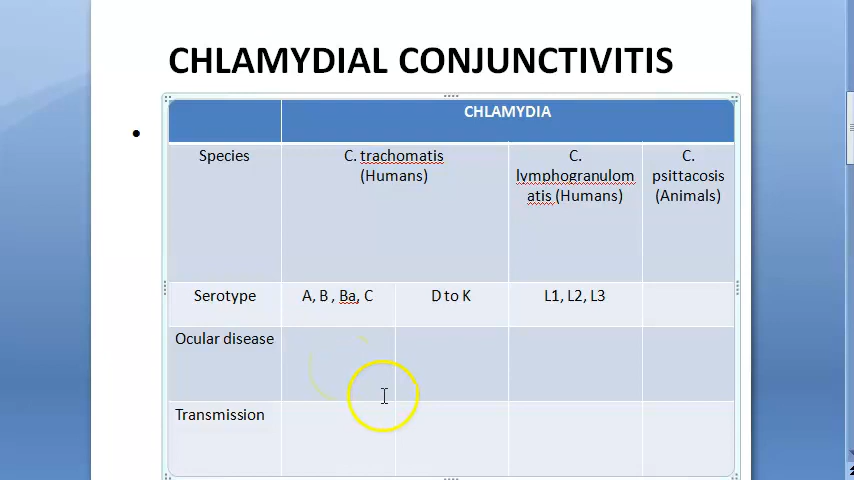 CHLAMYDIAL CONJUNCTIVITIS
•
CHLAMYDIA
Species
C. trachomatis
(Humans)
C.
lymphogranulom
atis (Humans)
C.
psittacosis
(Animals)
Serotype
A, B , Ba, C
D to K
L1, L2, L3
Ocular disease
Transmission